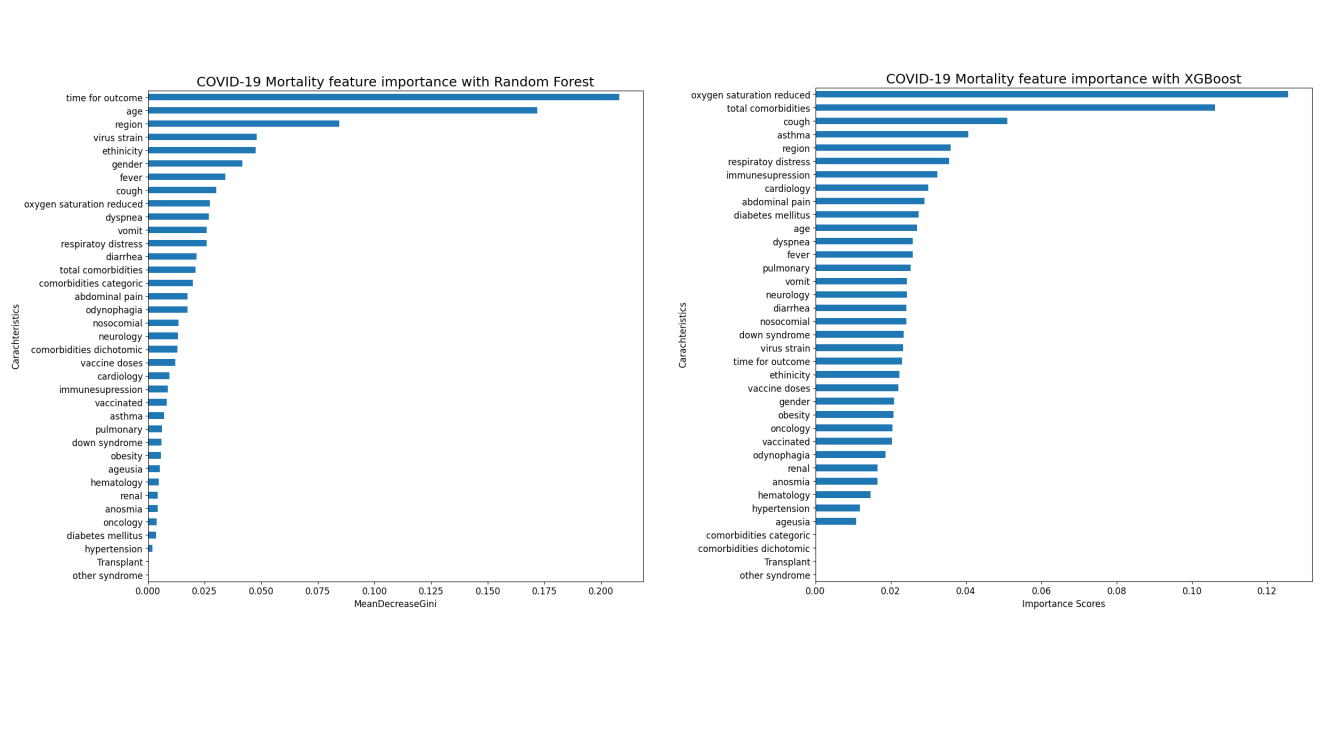 COVID-19 Mortality feature importance with Random Forest
time for outcome
age
region
virus strain
ethinicity
gender
fever
cough
oxygen saturation reduced
dyspnea
vomit
respiratoy distress
diarrhea
total comorbidities
comorbidities categoric
abdominal pain
odynophagia
nosocomial
neurology
comorbidities dichotomic
vaccine doses
cardiology
immunesupression
vaccinated
asthma
pulmonary
down syndrome
obesity
ageusia
hematology
renal
anosmia
oncology
diabetes mellitus
hypertension
Transplant
other syndrome
Carachteristics
0.000 0.025 0.050 0.075 0.100 0.125 0.150 0.175 0.200
MeanDecreaseGini
COVID-19 Mortality feature importance with XGBoost
oxygen saturation reduced
total comorbidities
cough
asthma
region
respiratoy distress
immunesupression
cardiology
abdominal pain
diabetes mellitus
age
dyspnea
fever
pulmonary
vomit
neurology
diarrhea
nosocomial
down syndrome
virus strain
time for outcome
ethinicity
vaccine doses
gender
obesity
oncology
vaccinated
odynophagia
renal
anosmia
hematology
hypertension
ageusia
comorbidities categoric
comorbidities dichotomic
Transplant
other syndrome
Carachteristics
0.00 0.02 0.04 0.06 0.08 0.10 0.12
Importance Scores